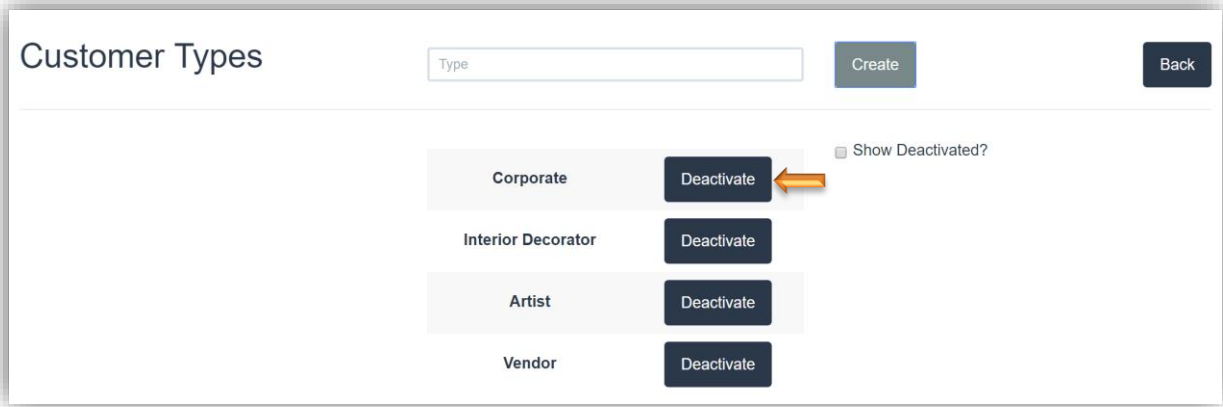 Customer Types
Type
Create
Back
Show Deactivated?
Corporate
Deactivate
Interior Decorator
Deactivate
Artist
Deactivate
Vendor
Deactivate